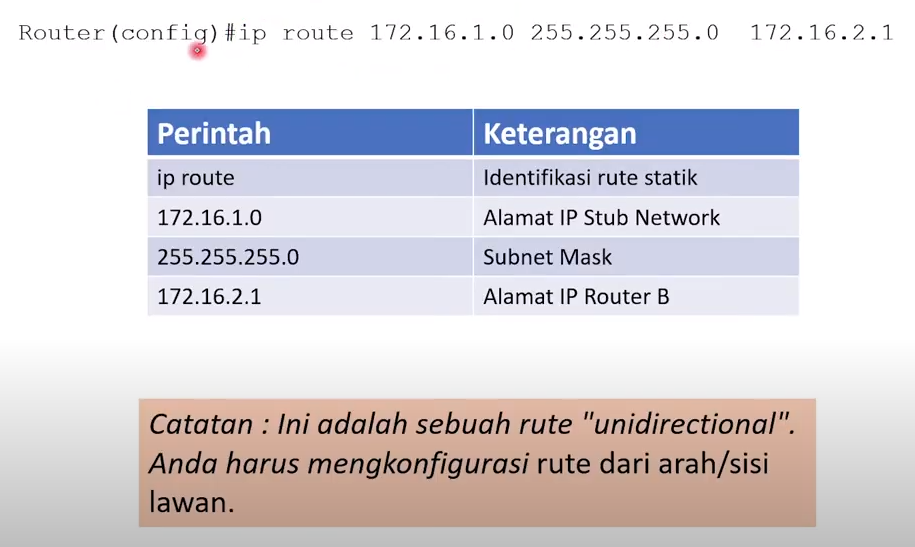 Router(config)#ip route 172.16.1.0 255.255.255.0 172.16.2.1
Perintah Keterangan
ip route Identifikasi rute statik
172.16.1.0 Alamat IP Stub Network
255.255.255.0 Subnet Mask
172.16.2.1 Alamat IP Router B
Catatan : Ini adalah sebuah rute "unidirectional".
Anda harus mengkonfigurasi rute dari arah/sisi
lawan.